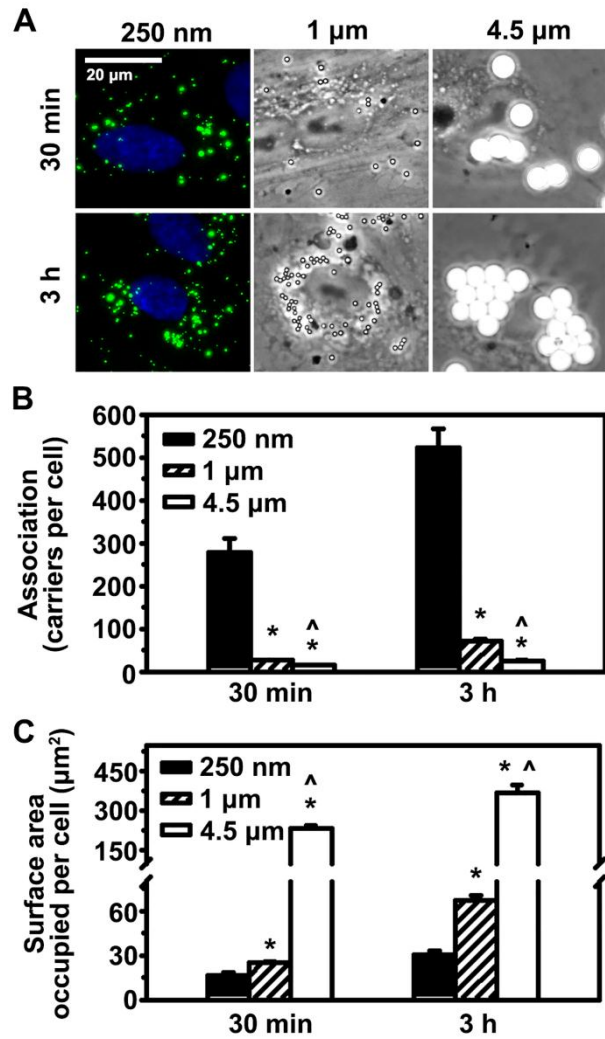 A
250 nm 1 µm 4.5 µm
20 µm
30 min
3 h
B
Association
(carriers per cell)
600
500
400
300
200
100
0
250 nm
1 µm
4.5 µm
* ^ *
* ^ *
30 min 3 h
C
Surface area
occupied per cell (µm²)
450
300
150
60
30
0
250 nm
1 µm
4.5 µm
* ^ *
* * ^
30 min 3 h